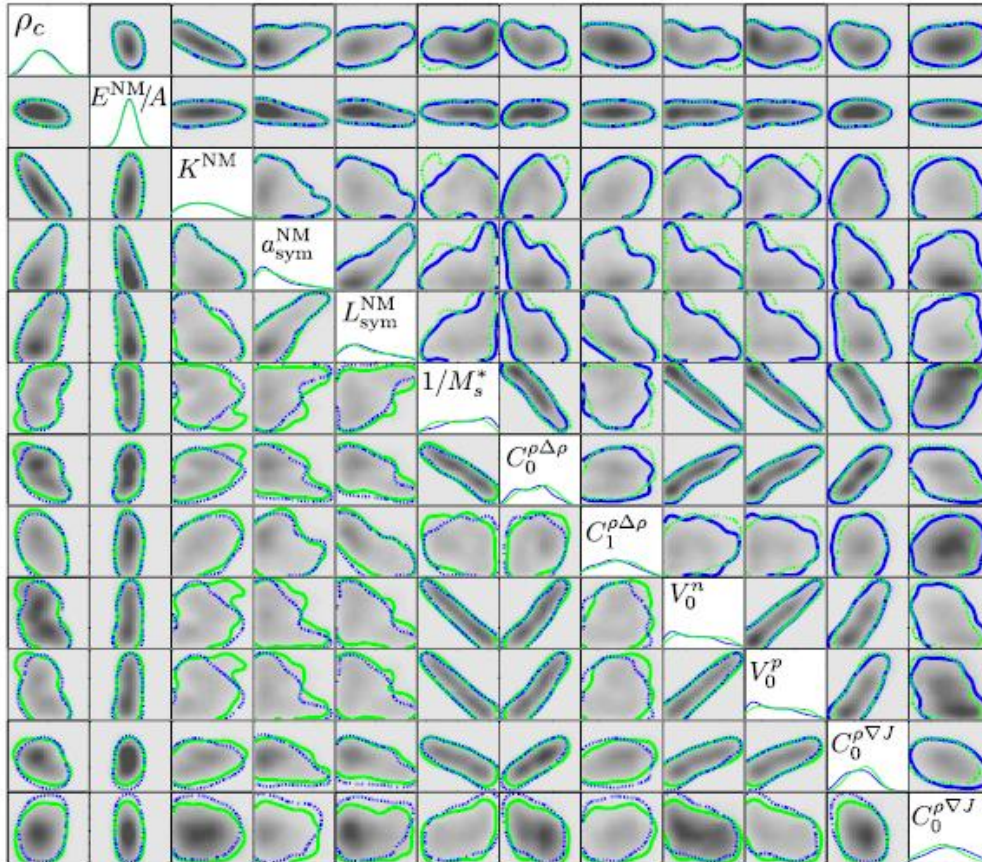 ρ_c
E^NM/A
K^NM
a_sym^NM
L_sym^NM
1/M_s^*
C_0^ρΔρ
C_1^ρΔρ
V_0^n
V_0^p
C_0^ρ∇J
C_0^ρ∇J